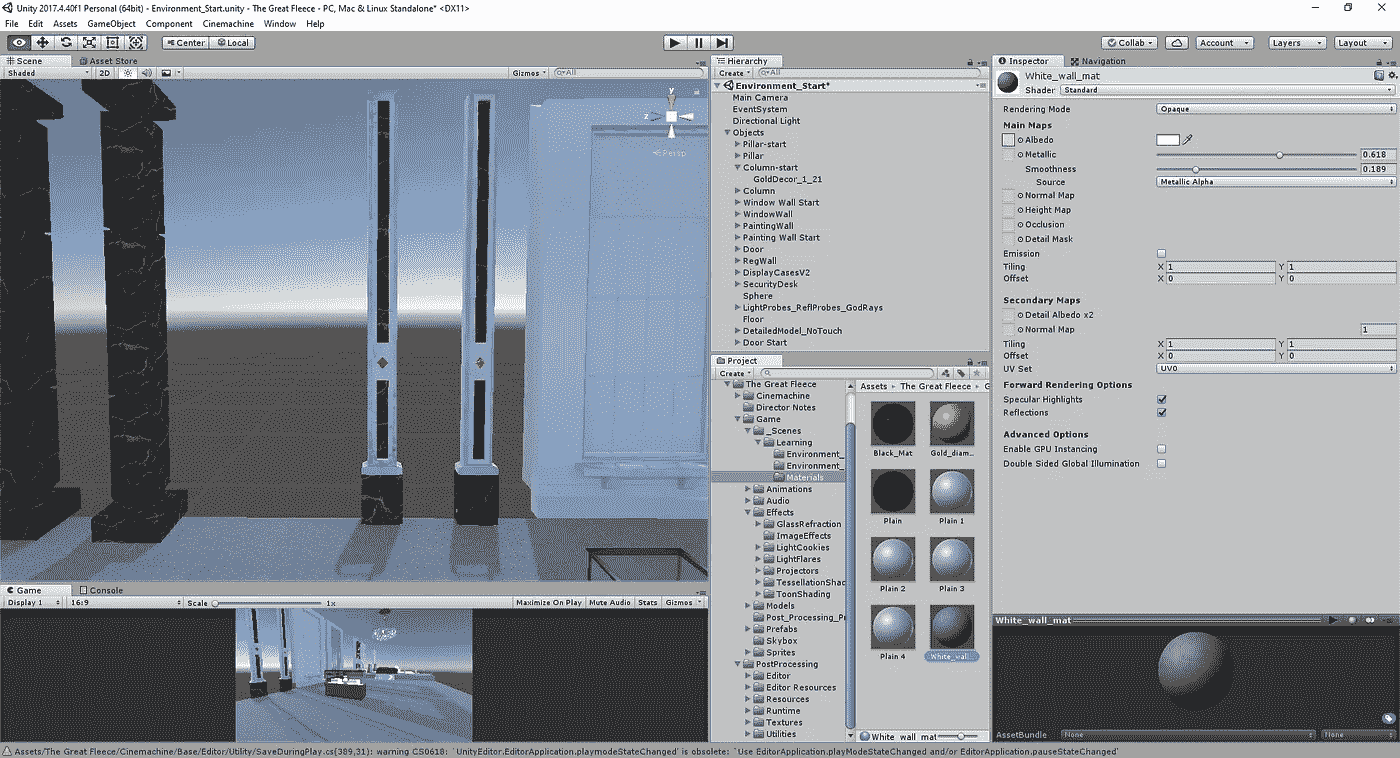 Unity 2017.4.40f1 Personal (64bit) - Environment_Start.unity - The Great Fleece - PC, Mac & Linux Standalone* <DX11>
File Edit Assets GameObject Component Cinemachine Window Help
Center Local
Collab Account Layers Layout
Scene Asset Store
Shaded 2D Gizmos All
y
z
Persp
Hierarchy
Create All
Environment_Start*
Main Camera
EventSystem
Directional Light
Objects
Pillar-start
Pillar
Column-start
GoldDecor_1_21
Column
Window Wall Start
WindowWall
PaintingWall
Painting Wall Start
Door
RegWall
DisplayCasesV2
SecurityDesk
Sphere
LightProbes_ReflProbes_GodRays
Floor
DetailedModel_NoTouch
Door Start
Project
Create
The Great Fleece
Cinemachine
Director Notes
Game
_Scenes
Learning
Environment_
Environment_
Materials
Animations
Audio
Effects
GlassRefraction
ImageEffects
LightCookies
LightFlares
Projectors
TessellationShac
ToonShading
Models
Post_Processing_Pr
Prefabs
Skybox
Sprites
PostProcessing
Editor
Editor Resources
Resources
Runtime
Textures
Utilities
Assets The Great Fleece G
Black_Mat Gold_diam...
Plain Plain 1
Plain 2 Plain 3
Plain 4 White_wal...
White_wall_mat
Inspector Navigation
White_wall_mat
Shader Standard
Rendering Mode Opaque
Main Maps
Albedo
Metallic 0.618
Smoothness 0.189
Source Metallic Alpha
Normal Map
Height Map
Occlusion
Detail Mask
Emission
Tiling X 1 Y 1
Offset X 0 Y 0
Secondary Maps
Detail Albedo x2
Normal Map 1
Tiling X 1 Y 1
Offset X 0 Y 0
UV Set UV0
Forward Rendering Options
Specular Highlights
Reflections
Advanced Options
Enable GPU Instancing
Double Sided Global Illumination
White_wall_mat
AssetBundle None None
Game Console
Display 1 16:9 Scale 1x Maximize On Play Mute Audio Stats Gizmos
Assets/The Great Fleece/Cinemachine/Base/Editor/Utility/SaveDuringPlay.cs(389,31): warning CS0618: `UnityEditor.EditorApplication.playmodeStateChanged' is obsolete: `Use EditorApplication.playModeStateChanged and/or EditorApplication.pauseStateChanged'